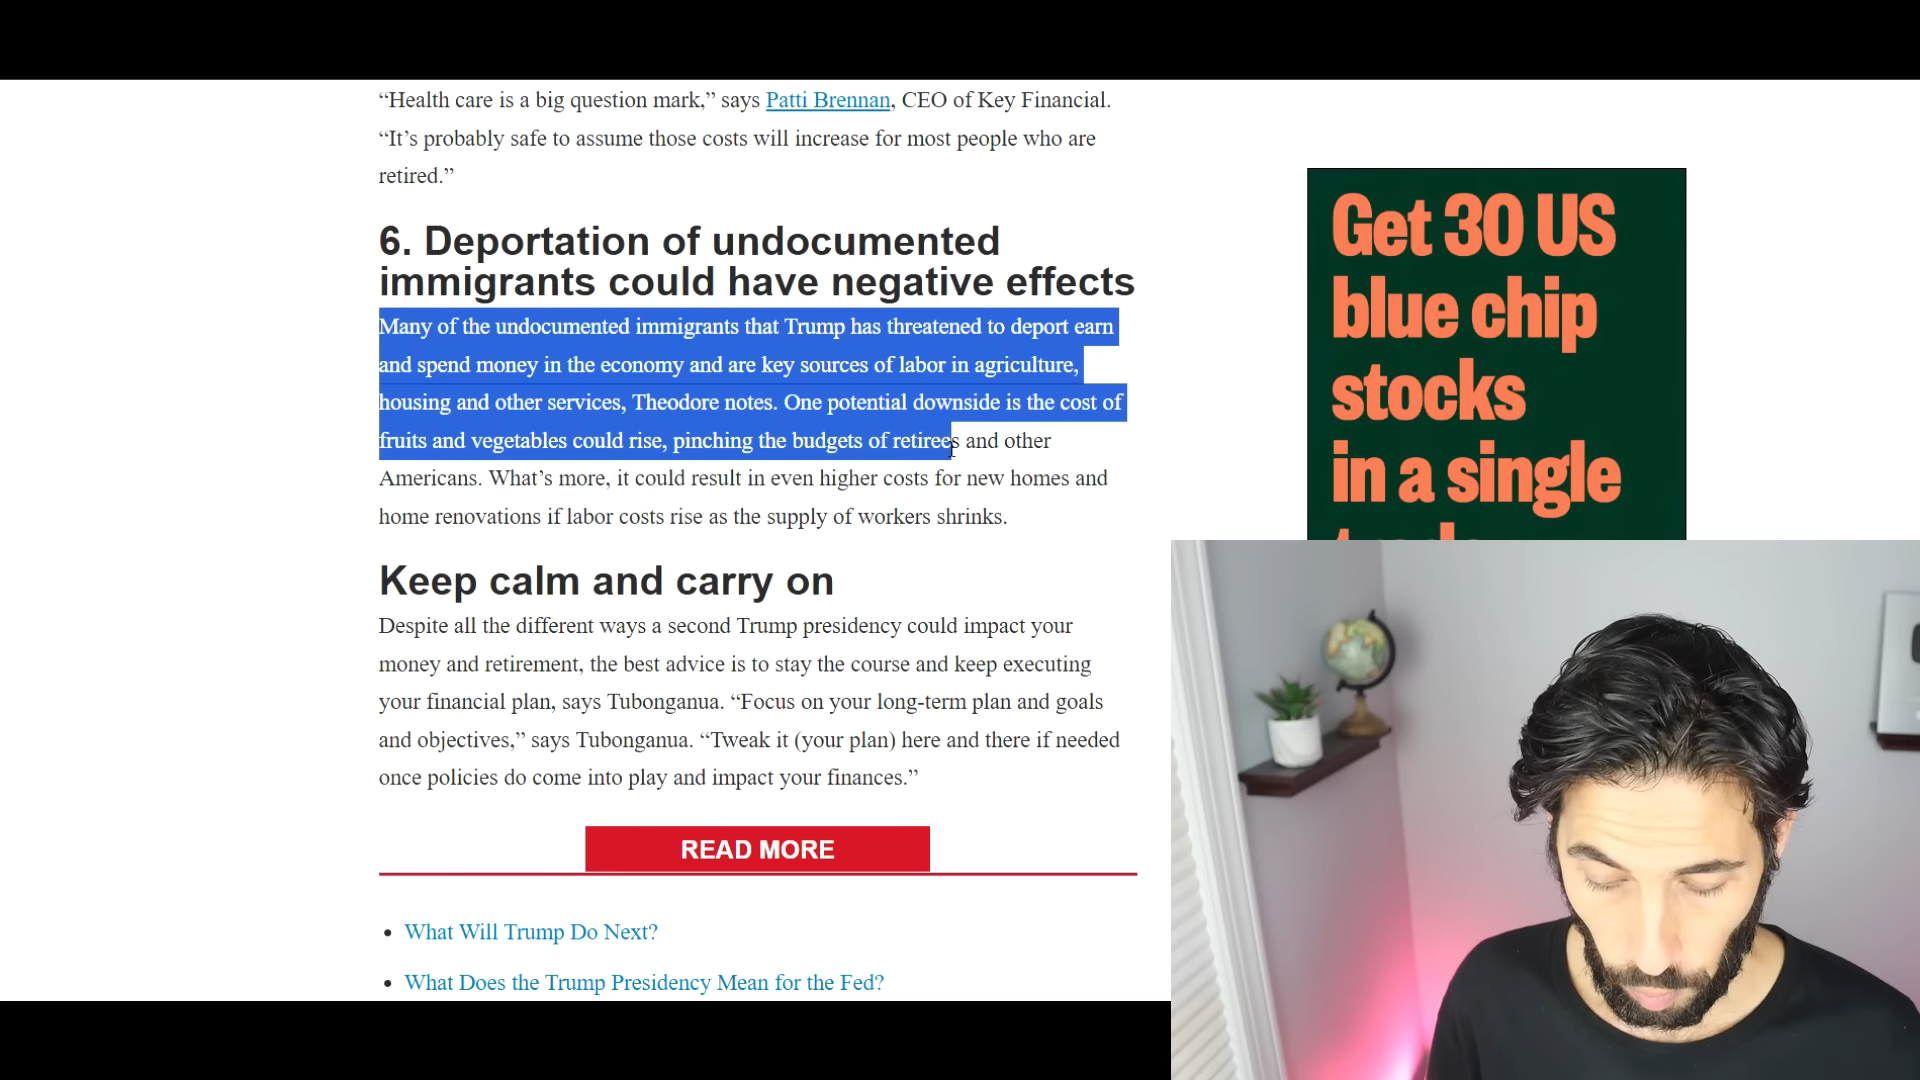 “Health care is a big question mark,” says Patti Brennan, CEO of Key Financial.
“It’s probably safe to assume those costs will increase for most people who are
retired.”
6. Deportation of undocumented
immigrants could have negative effects
Many of the undocumented immigrants that Trump has threatened to deport earn
and spend money in the economy and are key sources of labor in agriculture,
housing and other services, Theodore notes. One potential downside is the cost of
fruits and vegetables could rise, pinching the budgets of retirees and other
Americans. What’s more, it could result in even higher costs for new homes and
home renovations if labor costs rise as the supply of workers shrinks.
Keep calm and carry on
Despite all the different ways a second Trump presidency could impact your
money and retirement, the best advice is to stay the course and keep executing
your financial plan, says Tubonganua. “Focus on your long-term plan and goals
and objectives,” says Tubonganua. “Tweak it (your plan) here and there if needed
once policies do come into play and impact your finances.”
READ MORE
What Will Trump Do Next?
What Does the Trump Presidency Mean for the Fed?
Get 30 US
blue chip
stocks
in a single